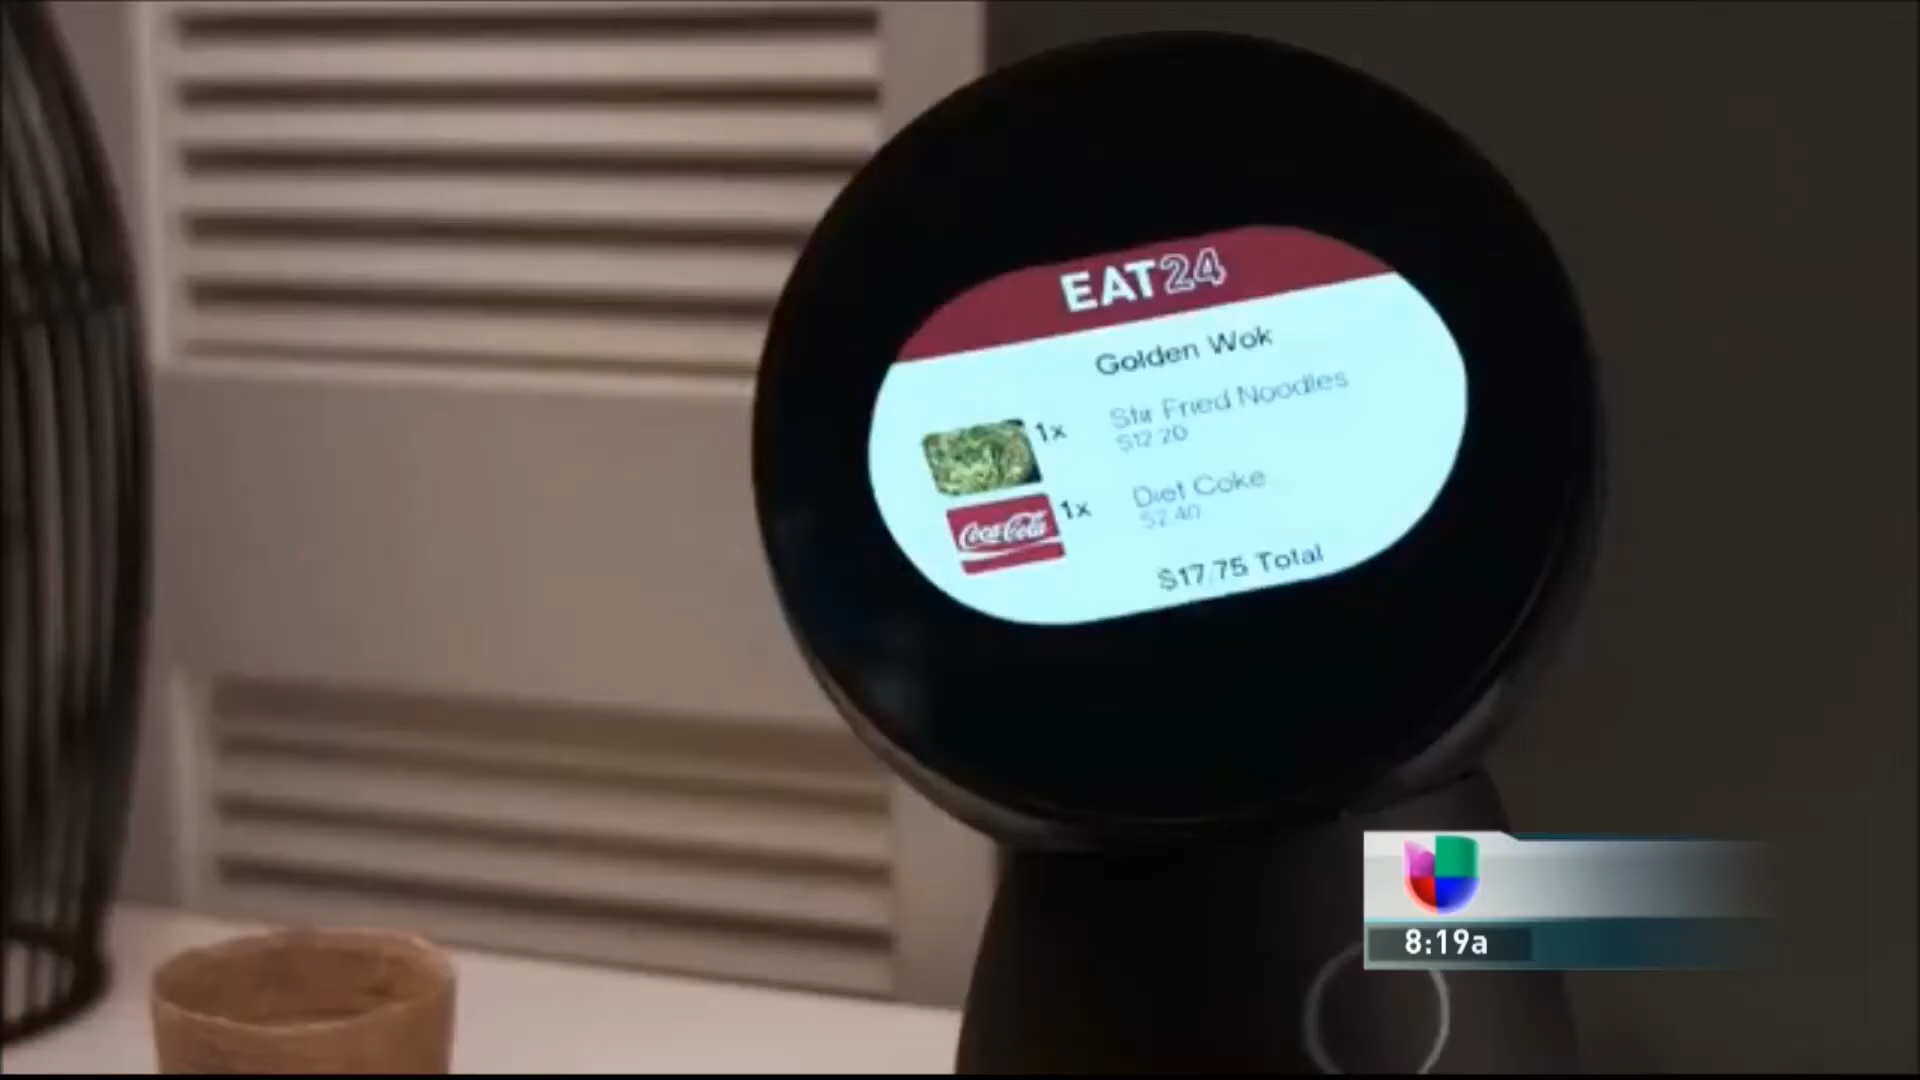 EAT24
Golden Wok
1x
Stir Fried Noodles
$12.20
Coca-Cola
1x
Diet Coke
$2.40
$17.75 Total
8:19a